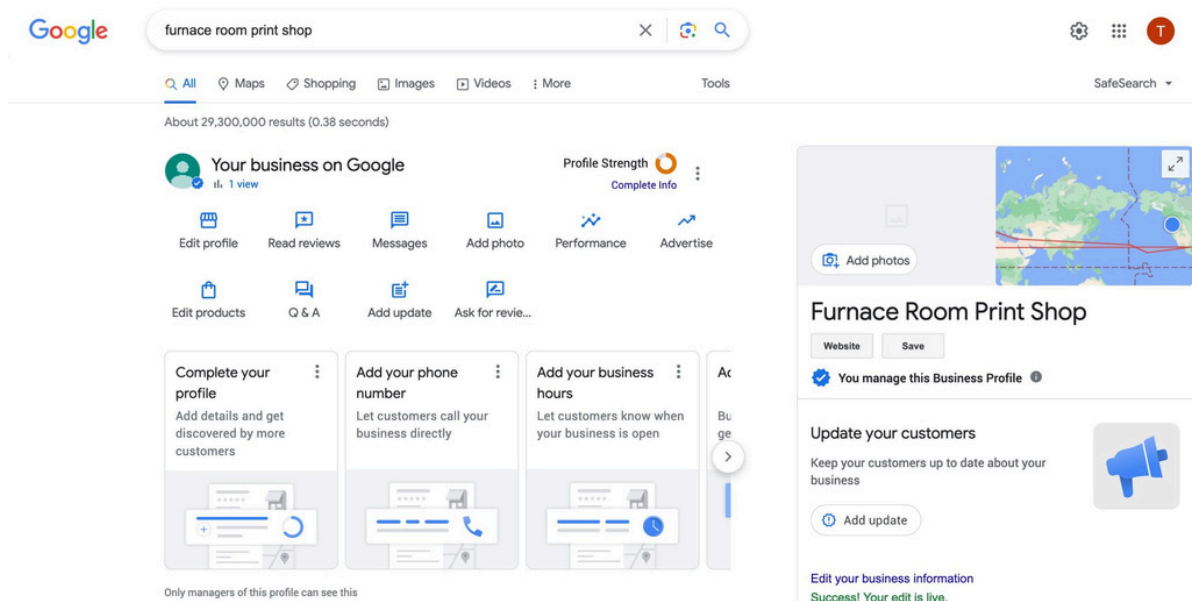 Google
furnace room print shop
T
All
Maps
Shopping
Images
Videos
More
Tools
SafeSearch
About 29,300,000 results (0.38 seconds)
Your business on Google
1 view
Profile Strength
Complete Info
Edit profile
Read reviews
Messages
Add photo
Performance
Advertise
Edit products
Q & A
Add update
Ask for revie...
Complete your
profile
Add details and get
discovered by more
customers
Add your phone
number
Let customers call your
business directly
Add your business
hours
Let customers know when
your business is open
Ac
Bu
ge
Only managers of this profile can see this
Add photos
Furnace Room Print Shop
Website
Save
You manage this Business Profile
Update your customers
Keep your customers up to date about your
business
Add update
Edit your business information
Success! Your edit is live.